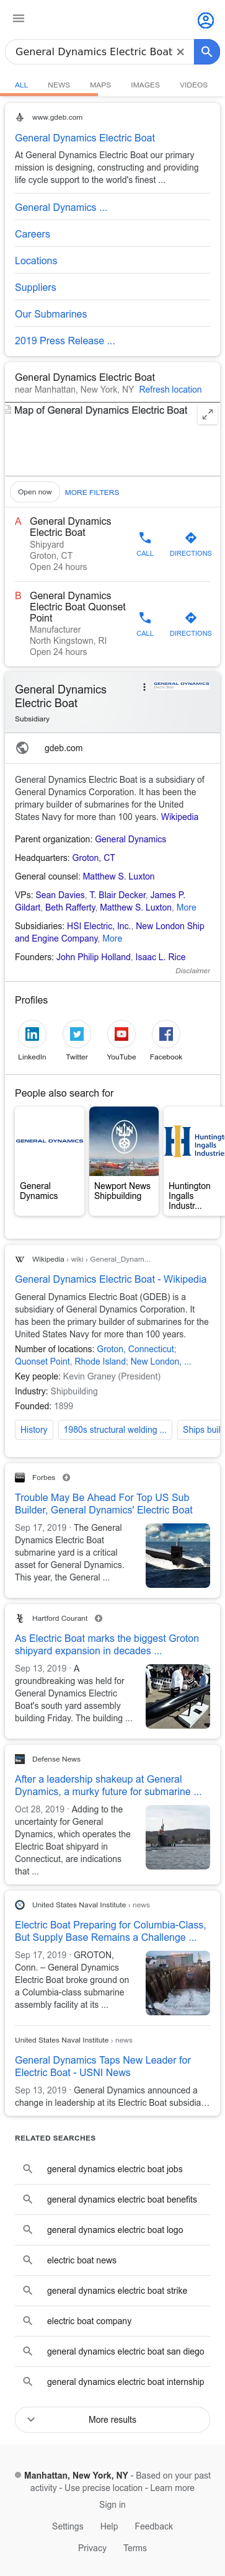 General Dynamics Electric Boat
ALL NEWS MAPS IMAGES VIDEOS
www.gdeb.com
General Dynamics Electric Boat
At General Dynamics Electric Boat our primary
mission is designing, constructing and providing
life cycle support to the world's finest ...
General Dynamics ...
Careers
Locations
Suppliers
Our Submarines
2019 Press Release ...
General Dynamics Electric Boat
near Manhattan, New York, NY Refresh location
Map of General Dynamics Electric Boat
Open now MORE FILTERS
A General Dynamics
Electric Boat
Shipyard
Groton, CT
Open 24 hours
CALL DIRECTIONS
B General Dynamics
Electric Boat Quonset
Point
Manufacturer
North Kingstown, RI
Open 24 hours
CALL DIRECTIONS
General Dynamics
Electric Boat
Subsidiary
GENERAL DYNAMICS
Electric Boat
gdeb.com
General Dynamics Electric Boat is a subsidiary of
General Dynamics Corporation. It has been the
primary builder of submarines for the United
States Navy for more than 100 years. Wikipedia
Parent organization: General Dynamics
Headquarters: Groton, CT
General counsel: Matthew S. Luxton
VPs: Sean Davies, T. Blair Decker, James P.
Gildart, Beth Rafferty, Matthew S. Luxton, More
Subsidiaries: HSI Electric, Inc., New London Ship
and Engine Company, More
Founders: John Philip Holland, Isaac L. Rice
Disclaimer
Profiles
LinkedIn Twitter YouTube Facebook
People also search for
GENERAL DYNAMICS
Huntingt
Ingalls
Industries
General
Dynamics
Newport News
Shipbuilding
Huntington
Ingalls
Industr...
W Wikipedia › wiki › General_Dynam...
General Dynamics Electric Boat - Wikipedia
General Dynamics Electric Boat (GDEB) is a
subsidiary of General Dynamics Corporation. It
has been the primary builder of submarines for the
United States Navy for more than 100 years.
Number of locations: Groton, Connecticut;
Quonset Point, Rhode Island; New London, ...
Key people: Kevin Graney (President)
Industry: Shipbuilding
Founded: 1899
History 1980s structural welding ... Ships buil
Forbes
Trouble May Be Ahead For Top US Sub
Builder, General Dynamics' Electric Boat
Sep 17, 2019 · The General
Dynamics Electric Boat
submarine yard is a critical
asset for General Dynamics.
This year, the General ...
Hartford Courant
As Electric Boat marks the biggest Groton
shipyard expansion in decades ...
Sep 13, 2019 · A
groundbreaking was held for
General Dynamics Electric
Boat's south yard assembly
building Friday. The building ...
Defense News
After a leadership shakeup at General
Dynamics, a murky future for submarine ...
Oct 28, 2019 · Adding to the
uncertainty for General
Dynamics, which operates the
Electric Boat shipyard in
Connecticut, are indications
that ...
United States Naval Institute › news
Electric Boat Preparing for Columbia-Class,
But Supply Base Remains a Challenge ...
Sep 17, 2019 · GROTON,
Conn. – General Dynamics
Electric Boat broke ground on
a Columbia-class submarine
assembly facility at its ...
United States Naval Institute › news
General Dynamics Taps New Leader for
Electric Boat - USNI News
Sep 13, 2019 · General Dynamics announced a
change in leadership at its Electric Boat subsidia...
RELATED SEARCHES
general dynamics electric boat jobs
general dynamics electric boat benefits
general dynamics electric boat logo
electric boat news
general dynamics electric boat strike
electric boat company
general dynamics electric boat san diego
general dynamics electric boat internship
More results
Manhattan, New York, NY - Based on your past
activity - Use precise location - Learn more
Sign in
Settings Help Feedback
Privacy Terms